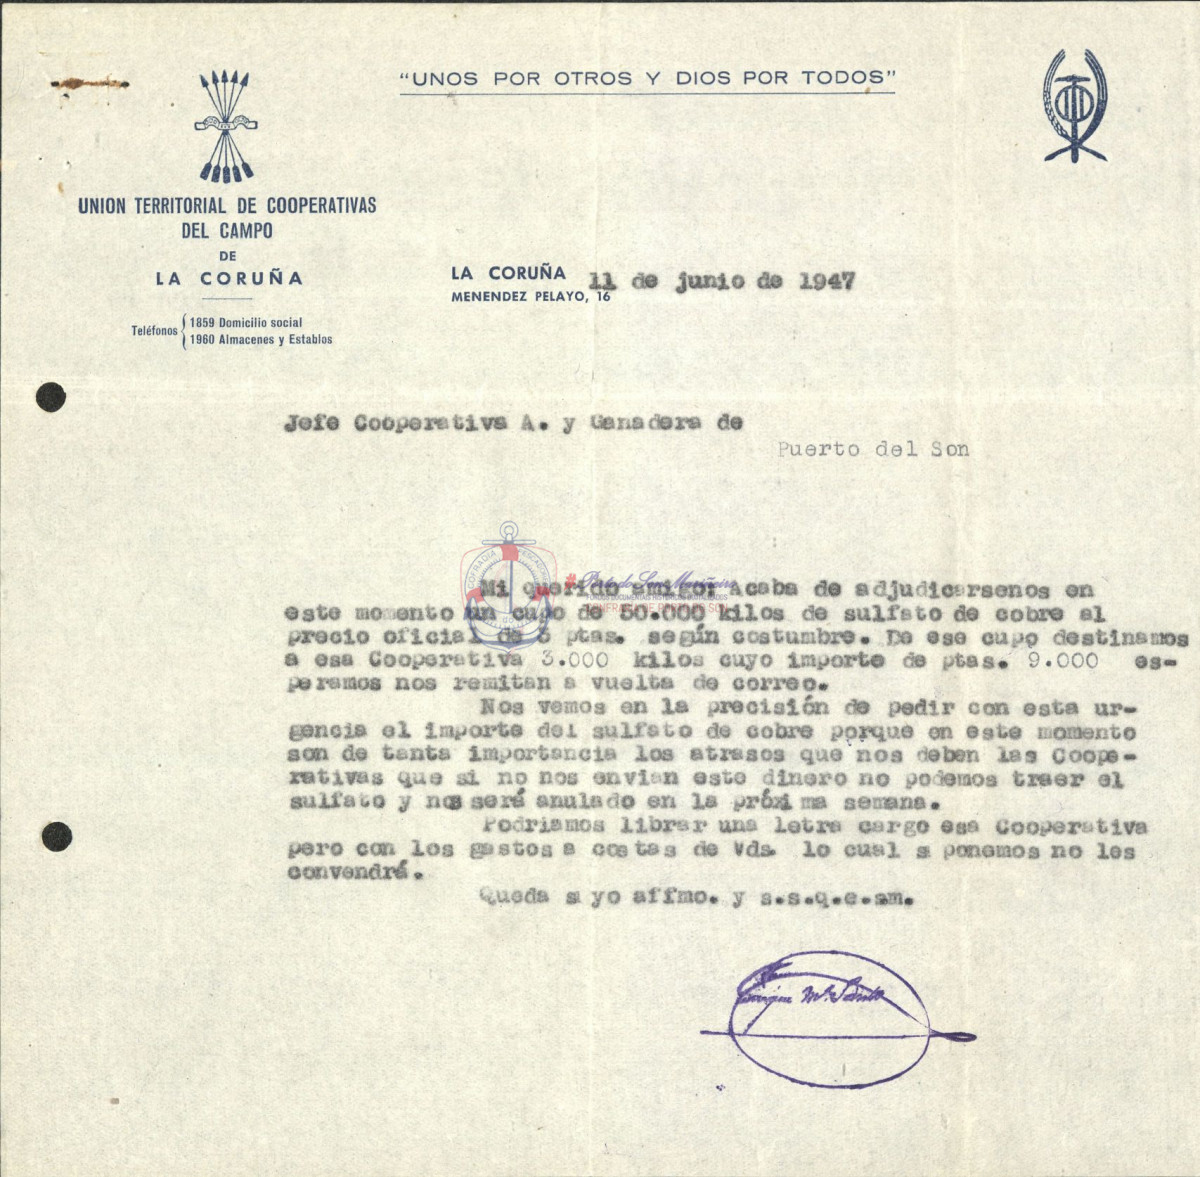 "UNOS POR OTROS Y DIOS POR TODOS"
UNION TERRITORIAL DE COOPERATIVAS
DEL CAMPO
DE
LA CORUÑA
Teléfonos
1859 Domicilio social
1960 Almacenes y Establos
LA CORUÑA 11 de junio de 1947
MENENDEZ PELAYO, 16
Jefe Cooperativa A. y Ganadera de
Puerto del Son
Mi querido amigo: Acaba de adjudicarsenos en
este momento un cupo de 50.000 kilos de sulfato de cobre al
precio oficial de 3 ptas. según costumbre. De ese cupo destinamos
a esa Cooperativa 3.000 kilos cuyo importe de ptas. 9.000 es-
peramos nos remitan a vuelta de correo.
Nos vemos en la precisión de pedir con esta ur-
gencia el importe del sulfato de cobre porque en este momento
son de tanta importancia los atrasos que nos deben las Coope-
rativas que si no nos envian este dinero no podemos traer el
sulfato y nos será anulado en la próxima semana.
Podriamos librar una letra cargo esa Cooperativa
pero con los gastos a costas de Vds. lo cual s ponemos no les
convendrá.
Queda s yo affmo. y s.s.q.e.sm.
#Porto do Son Mariñeiro
COFRADÍA